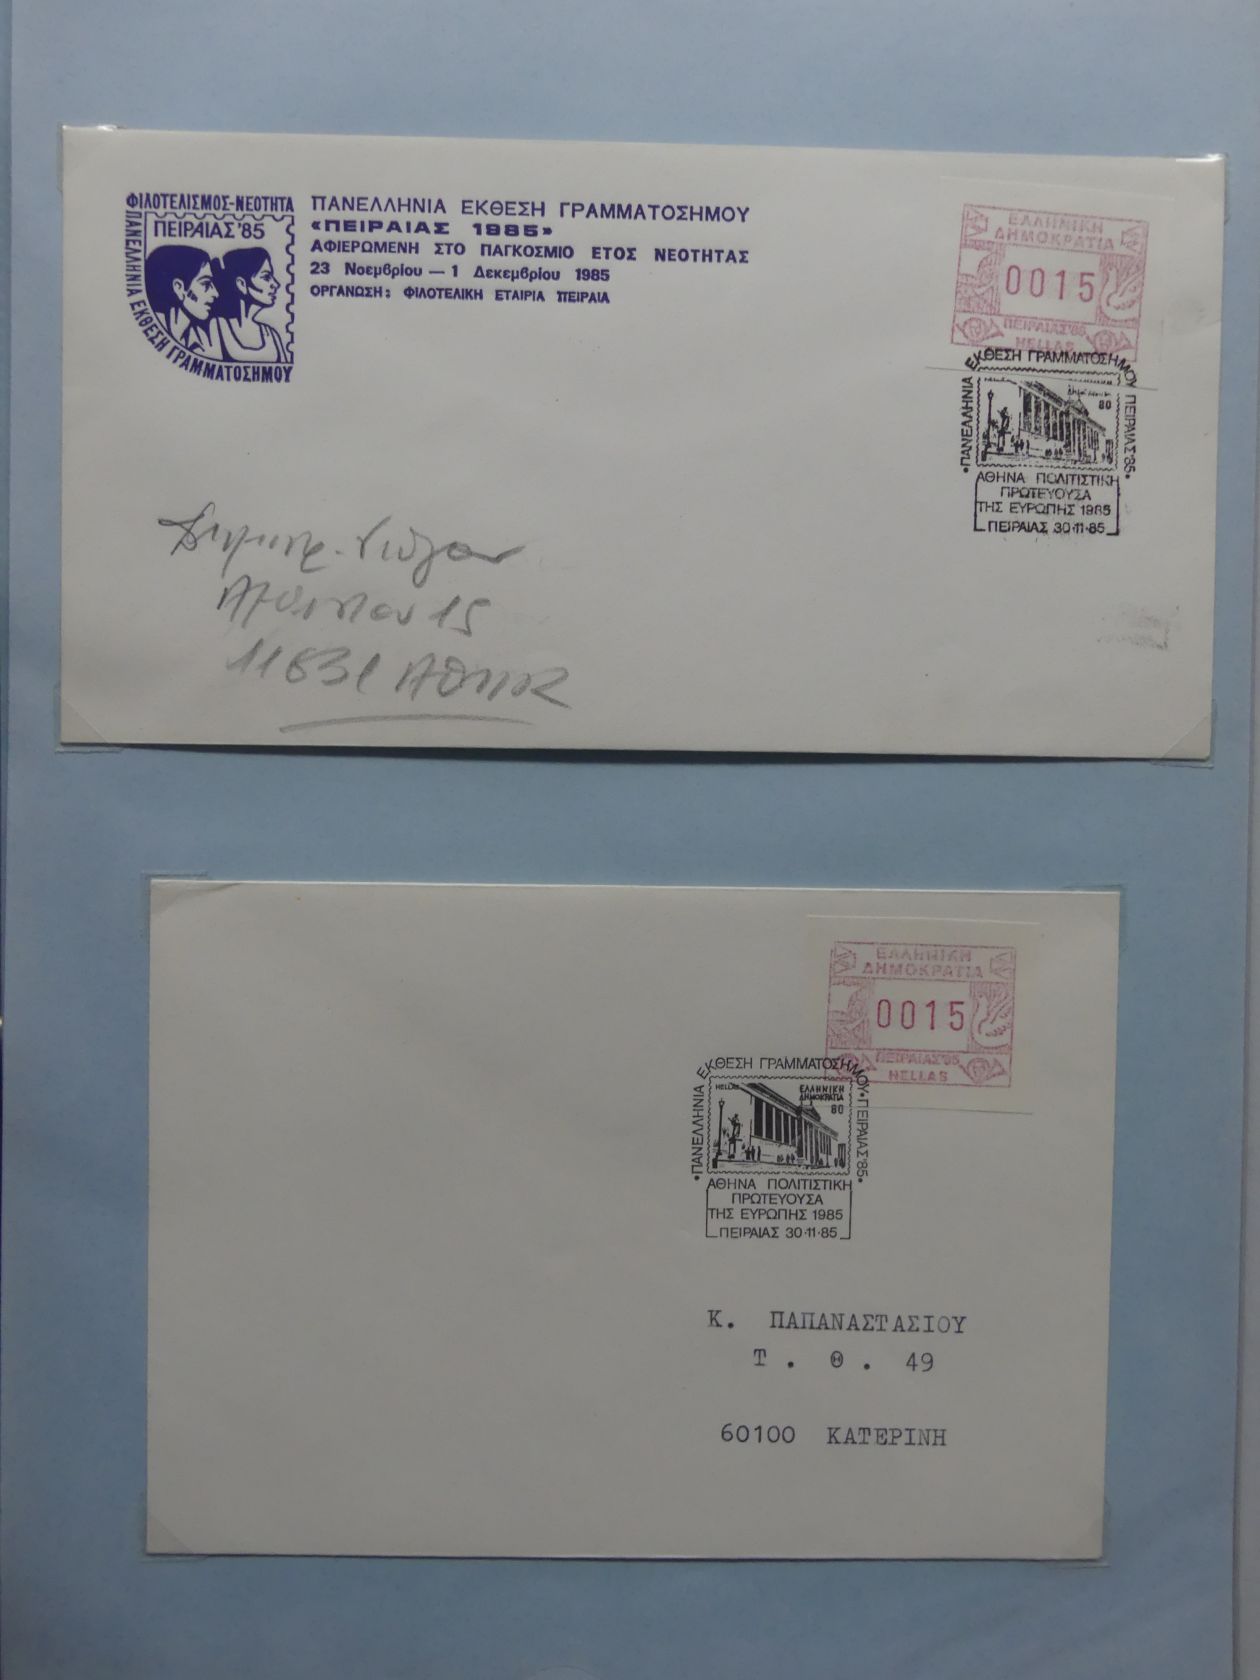 ΦΙΛΟΤΕΛΙΣΜΟΣ-ΝΕΟΤΗΤΑ
ΠΑΝΕΛΛΗΝΙΑ ΕΚΘΕΣΗ ΓΡΑΜΜΑΤΟΣΗΜΟΥ
ΠΕΙΡΑΙΑΣ '85
ΠΑΝΕΛΛΗΝΙΑ ΕΚΘΕΣΗ ΓΡΑΜΜΑΤΟΣΗΜΟΥ
«ΠΕΙΡΑΙΑΣ 1985»
ΑΦΙΕΡΩΜΕΝΗ ΣΤΟ ΠΑΓΚΟΣΜΙΟ ΕΤΟΣ ΝΕΟΤΗΤΑΣ
23 Νοεμβρίου — 1 Δεκεμβρίου 1985
ΟΡΓΑΝΩΣΗ: ΦΙΛΟΤΕΛΙΚΗ ΕΤΑΙΡΙΑ ΠΕΙΡΑΙΑ
ΕΛΛΗΝΙΚΗ
ΔΗΜΟΚΡΑΤΙΑ
0015
ΠΕΙΡΑΙΑΣ'85
HELLAS
•ΠΑΝΕΛΛΗΝΙΑ ΕΚΘΕΣΗ ΓΡΑΜΜΑΤΟΣΗΜΟΥ ΠΕΙΡΑΙΑΣ'85•
80
ΑΘΗΝΑ ΠΟΛΙΤΙΣΤΙΚΗ
ΠΡΩΤΕΥΟΥΣΑ
ΤΗΣ ΕΥΡΩΠΗΣ 1985
ΠΕΙΡΑΙΑΣ 30·11·85
15
ΑΘΗΝΑ
ΕΛΛΗΝΙΚΗ
ΔΗΜΟΚΡΑΤΙΑ
0015
ΠΕΙΡΑΙΑΣ'85
HELLAS
•ΠΑΝΕΛΛΗΝΙΑ ΕΚΘΕΣΗ ΓΡΑΜΜΑΤΟΣΗΜΟΥ•ΠΕΙΡΑΙΑΣ'85•
HELLAS ΕΛΛΗΝΙΚΗ
ΔΗΜΟΚΡΑΤΙΑ
80
ΑΘΗΝΑ ΠΟΛΙΤΙΣΤΙΚΗ
ΠΡΩΤΕΥΟΥΣΑ
ΤΗΣ ΕΥΡΩΠΗΣ 1985
ΠΕΙΡΑΙΑΣ 30·11·85
Κ. ΠΑΠΑΝΑΣΤΑΣΙΟΥ
Τ . Θ . 49
60100 ΚΑΤΕΡΙΝΗ